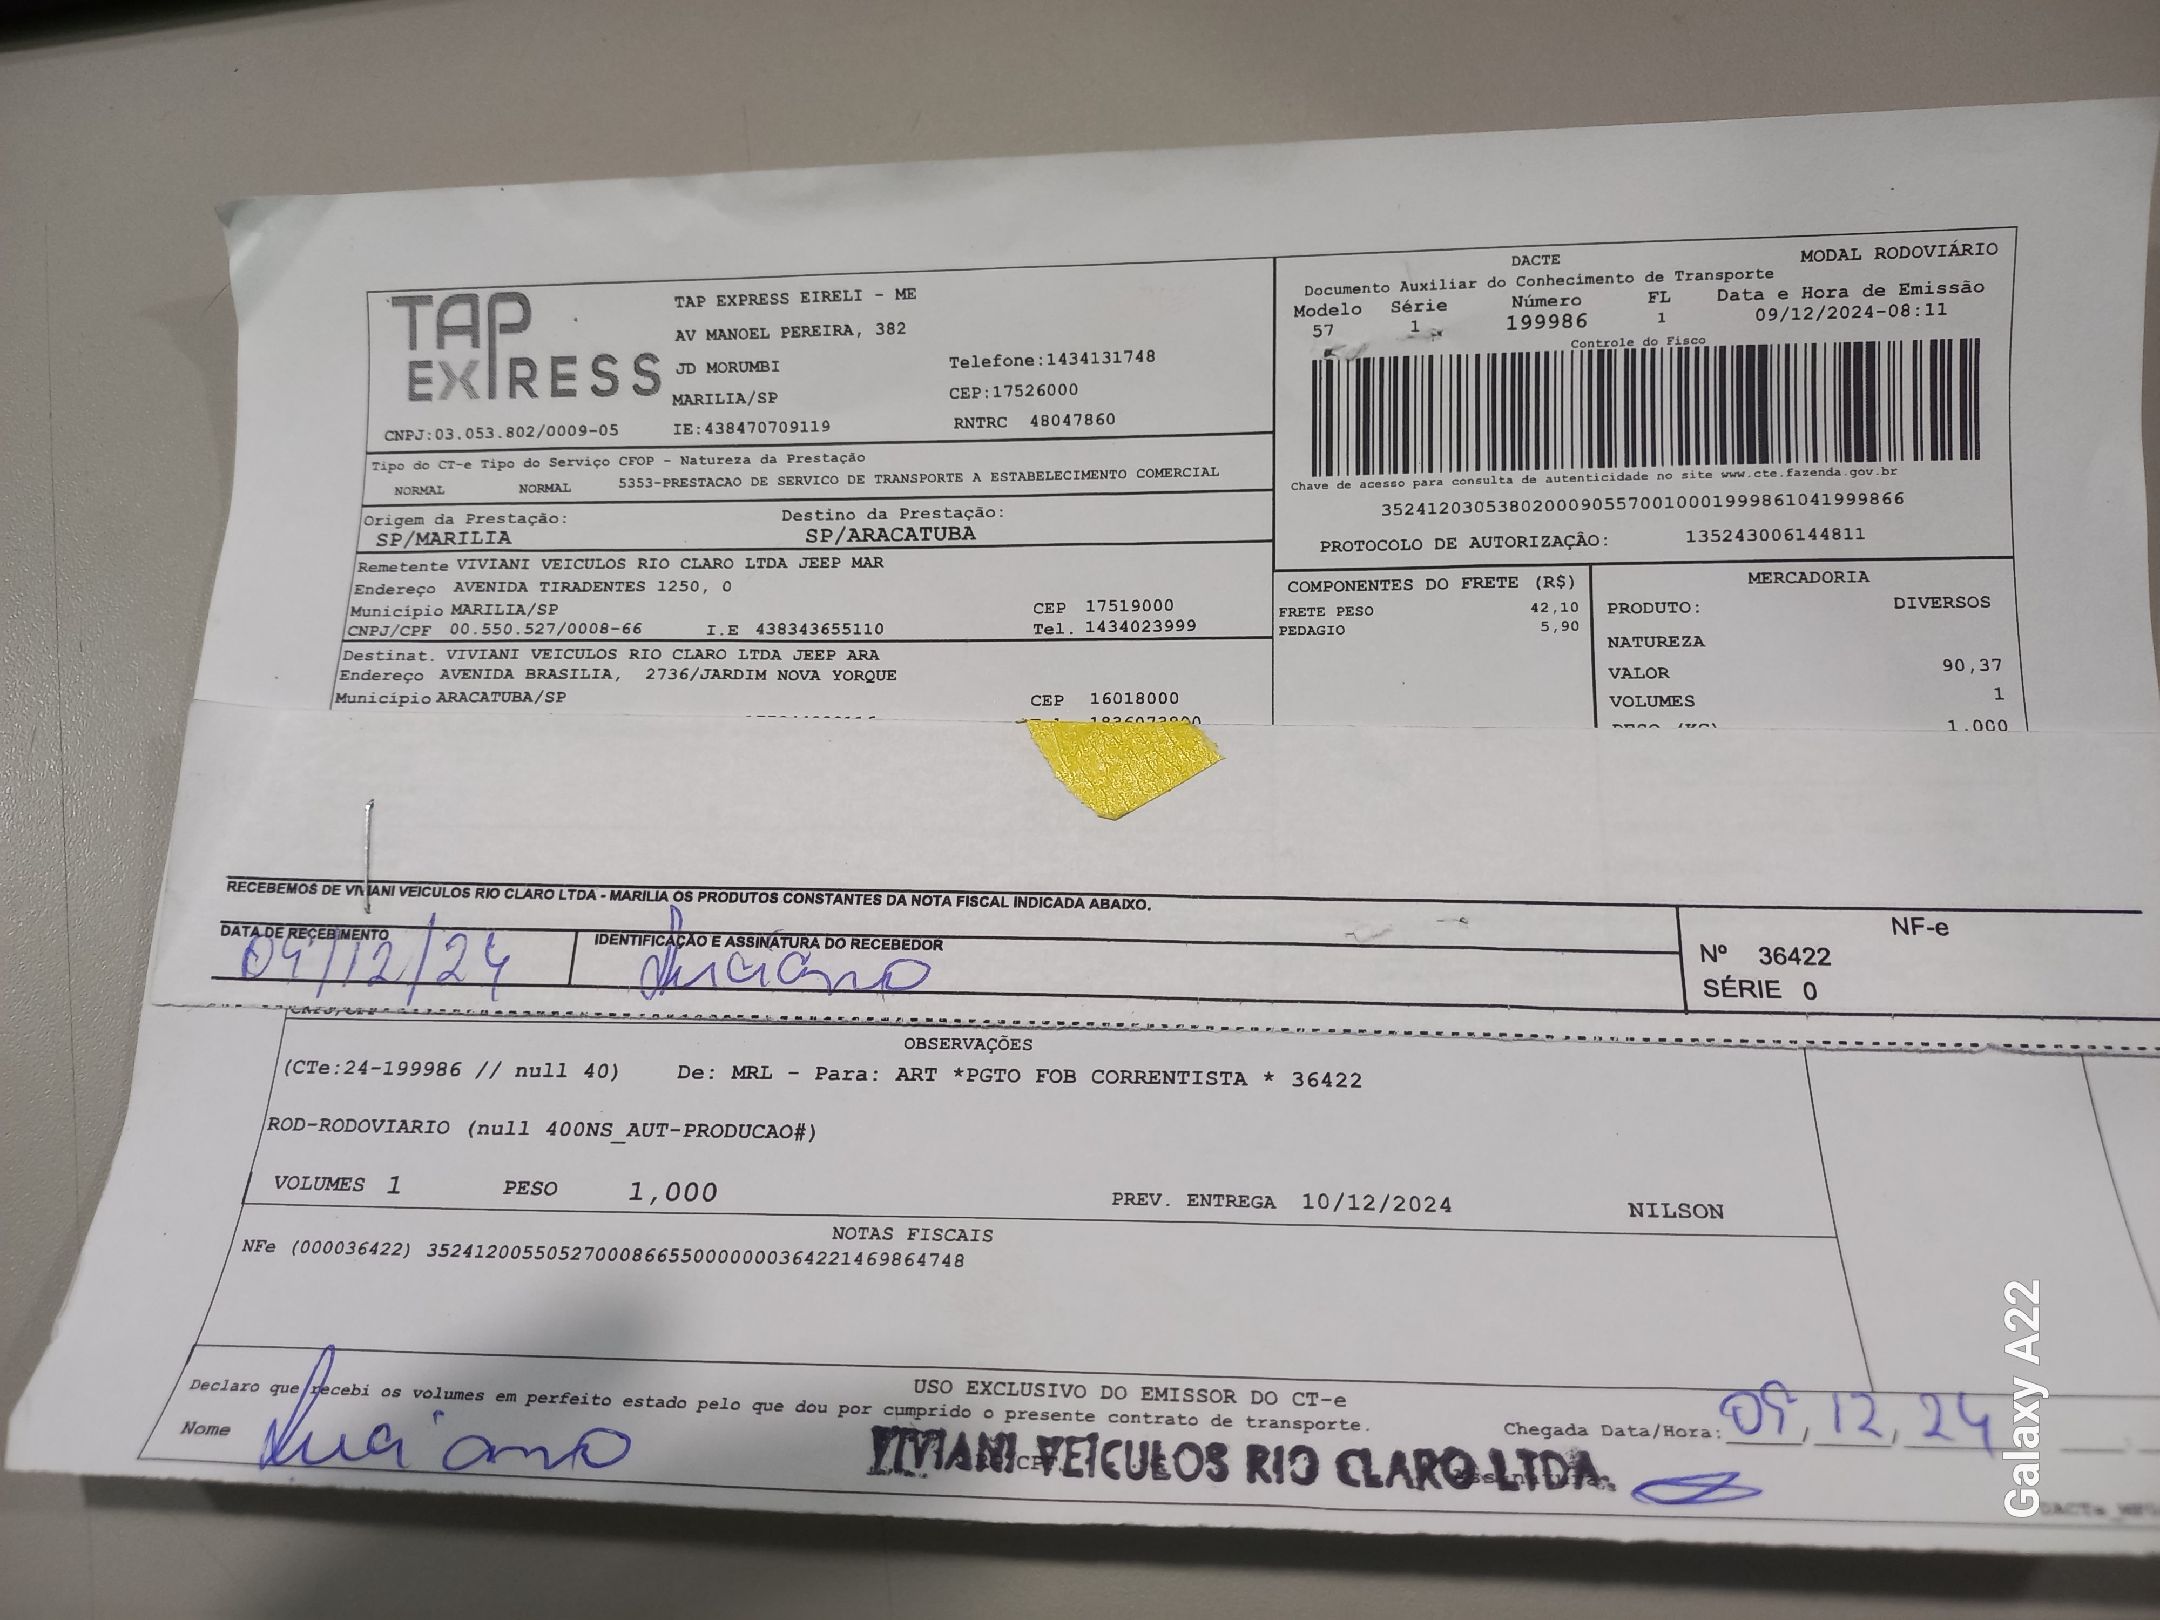 TAP EXPRESS
TAP EXPRESS EIRELI - ME
AV MANOEL PEREIRA, 382
JD MORUMBI
Telefone:1434131748
MARILIA/SP
CEP:17526000
CNPJ:03.053.802/0009-05
IE:438470709119
RNTRC 48047860
DACTE
MODAL RODOVIÁRIO
Documento Auxiliar do Conhecimento de Transporte
Modelo Série Número FL Data e Hora de Emissão
57 1 199986 1 09/12/2024-08:11
Controle do Fisco
Chave de acesso para consulta de autenticidade no site www.cte.fazenda.gov.br
35241203053802000905570010001999861041999866
PROTOCOLO DE AUTORIZAÇÃO: 135243006144811
Tipo do CT-e Tipo do Serviço CFOP - Natureza da Prestação
NORMAL NORMAL 5353-PRESTACAO DE SERVICO DE TRANSPORTE A ESTABELECIMENTO COMERCIAL
Origem da Prestação: Destino da Prestação:
SP/MARILIA SP/ARACATUBA
Remetente VIVIANI VEICULOS RIO CLARO LTDA JEEP MAR
Endereço AVENIDA TIRADENTES 1250, 0
Município MARILIA/SP CEP 17519000
CNPJ/CPF 00.550.527/0008-66 I.E 438343655110 Tel. 1434023999
Destinat. VIVIANI VEICULOS RIO CLARO LTDA JEEP ARA
Endereço AVENIDA BRASILIA, 2736/JARDIM NOVA YORQUE
Município ARACATUBA/SP CEP 16018000
COMPONENTES DO FRETE (R$)
FRETE PESO 42,10
PEDAGIO 5,90
MERCADORIA
PRODUTO: DIVERSOS
NATUREZA
VALOR 90,37
VOLUMES 1
1.000
RECEBEMOS DE VIVIANI VEICULOS RIO CLARO LTDA - MARILIA OS PRODUTOS CONSTANTES DA NOTA FISCAL INDICADA ABAIXO.
DATA DE RECEBIMENTO
09/12/24
IDENTIFICAÇÃO E ASSINATURA DO RECEBEDOR
Luciano
NF-e
Nº 36422
SÉRIE 0
OBSERVAÇÕES
(CTe:24-199986 // null 40) De: MRL - Para: ART *PGTO FOB CORRENTISTA * 36422
ROD-RODOVIARIO (null 400NS_AUT-PRODUCAO#)
VOLUMES 1 PESO 1,000 PREV. ENTREGA 10/12/2024 NILSON
NOTAS FISCAIS
NFe (000036422) 35241200550527000866550000000364221469864748
USO EXCLUSIVO DO EMISSOR DO CT-e
Declaro que recebi os volumes em perfeito estado pelo que dou por cumprido o presente contrato de transporte.
Nome Luciano
Chegada Data/Hora: 09, 12, 24
VIVIANI VEICULOS RIO CLARO LTDA.
Galaxy A22